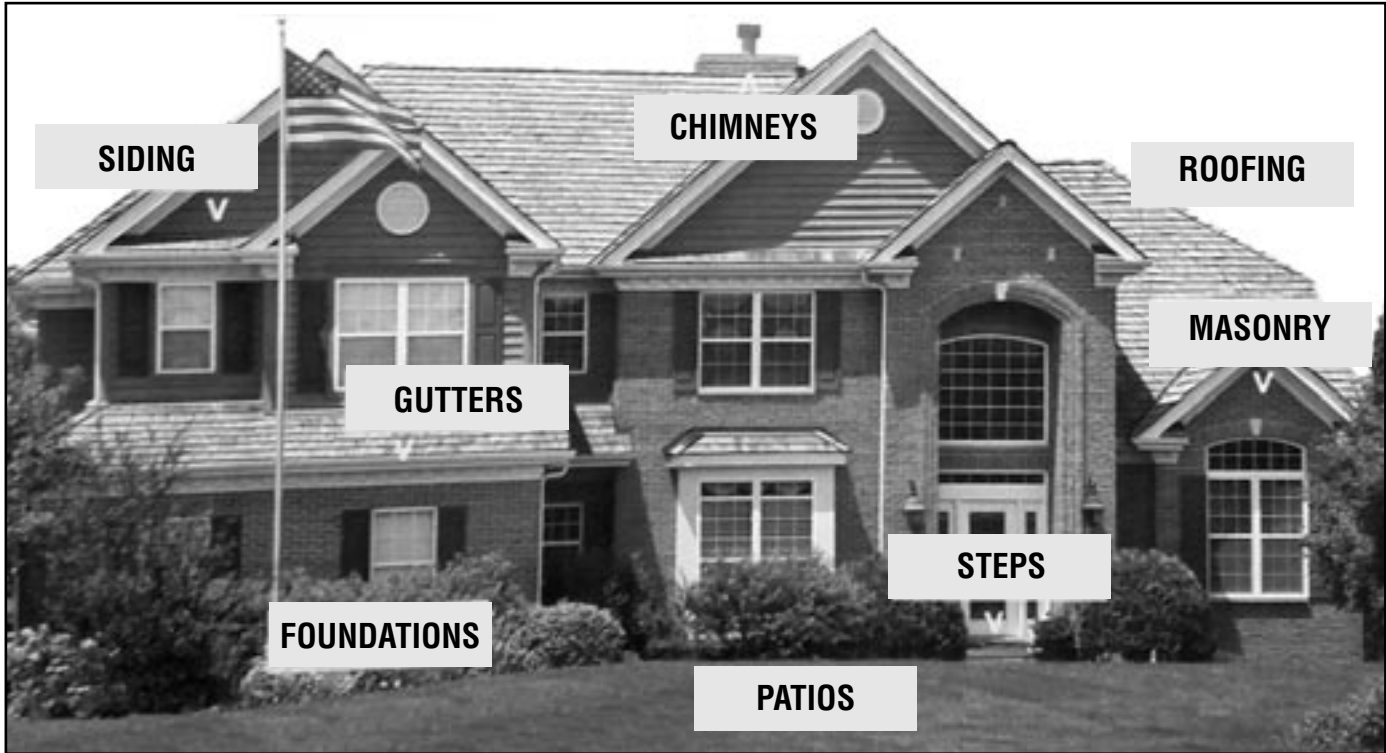 CHIMNEYS
SIDING
ROOFING
MASONRY
GUTTERS
STEPS
FOUNDATIONS
PATIOS